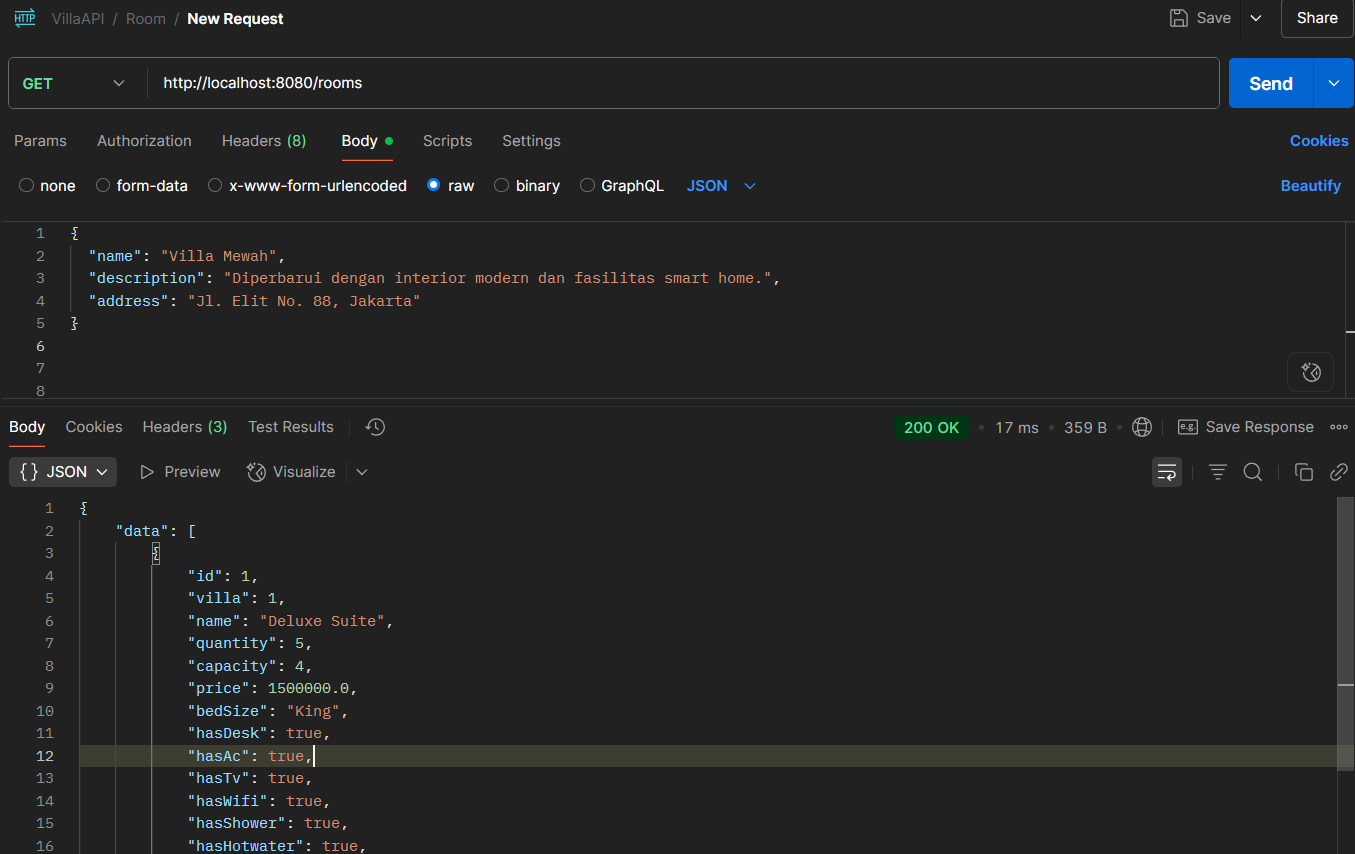 HTTP VillaAPI / Room / New Request Save Share
GET http://localhost:8080/rooms Send
Params Authorization Headers (8) Body Scripts Settings Cookies
none form-data x-www-form-urlencoded raw binary GraphQL JSON Beautify
1 {
2 "name": "Villa Mewah",
3 "description": "Diperbarui dengan interior modern dan fasilitas smart home.",
4 "address": "Jl. Elit No. 88, Jakarta"
5 }
6
7
8
Body Cookies Headers (3) Test Results 200 OK • 17 ms • 359 B • e.g. Save Response
{} JSON Preview Visualize
1 {
2 "data": [
3 {
4 "id": 1,
5 "villa": 1,
6 "name": "Deluxe Suite",
7 "quantity": 5,
8 "capacity": 4,
9 "price": 1500000.0,
10 "bedSize": "King",
11 "hasDesk": true,
12 "hasAc": true,
13 "hasTv": true,
14 "hasWifi": true,
15 "hasShower": true,
16 "hasHotwater": true,